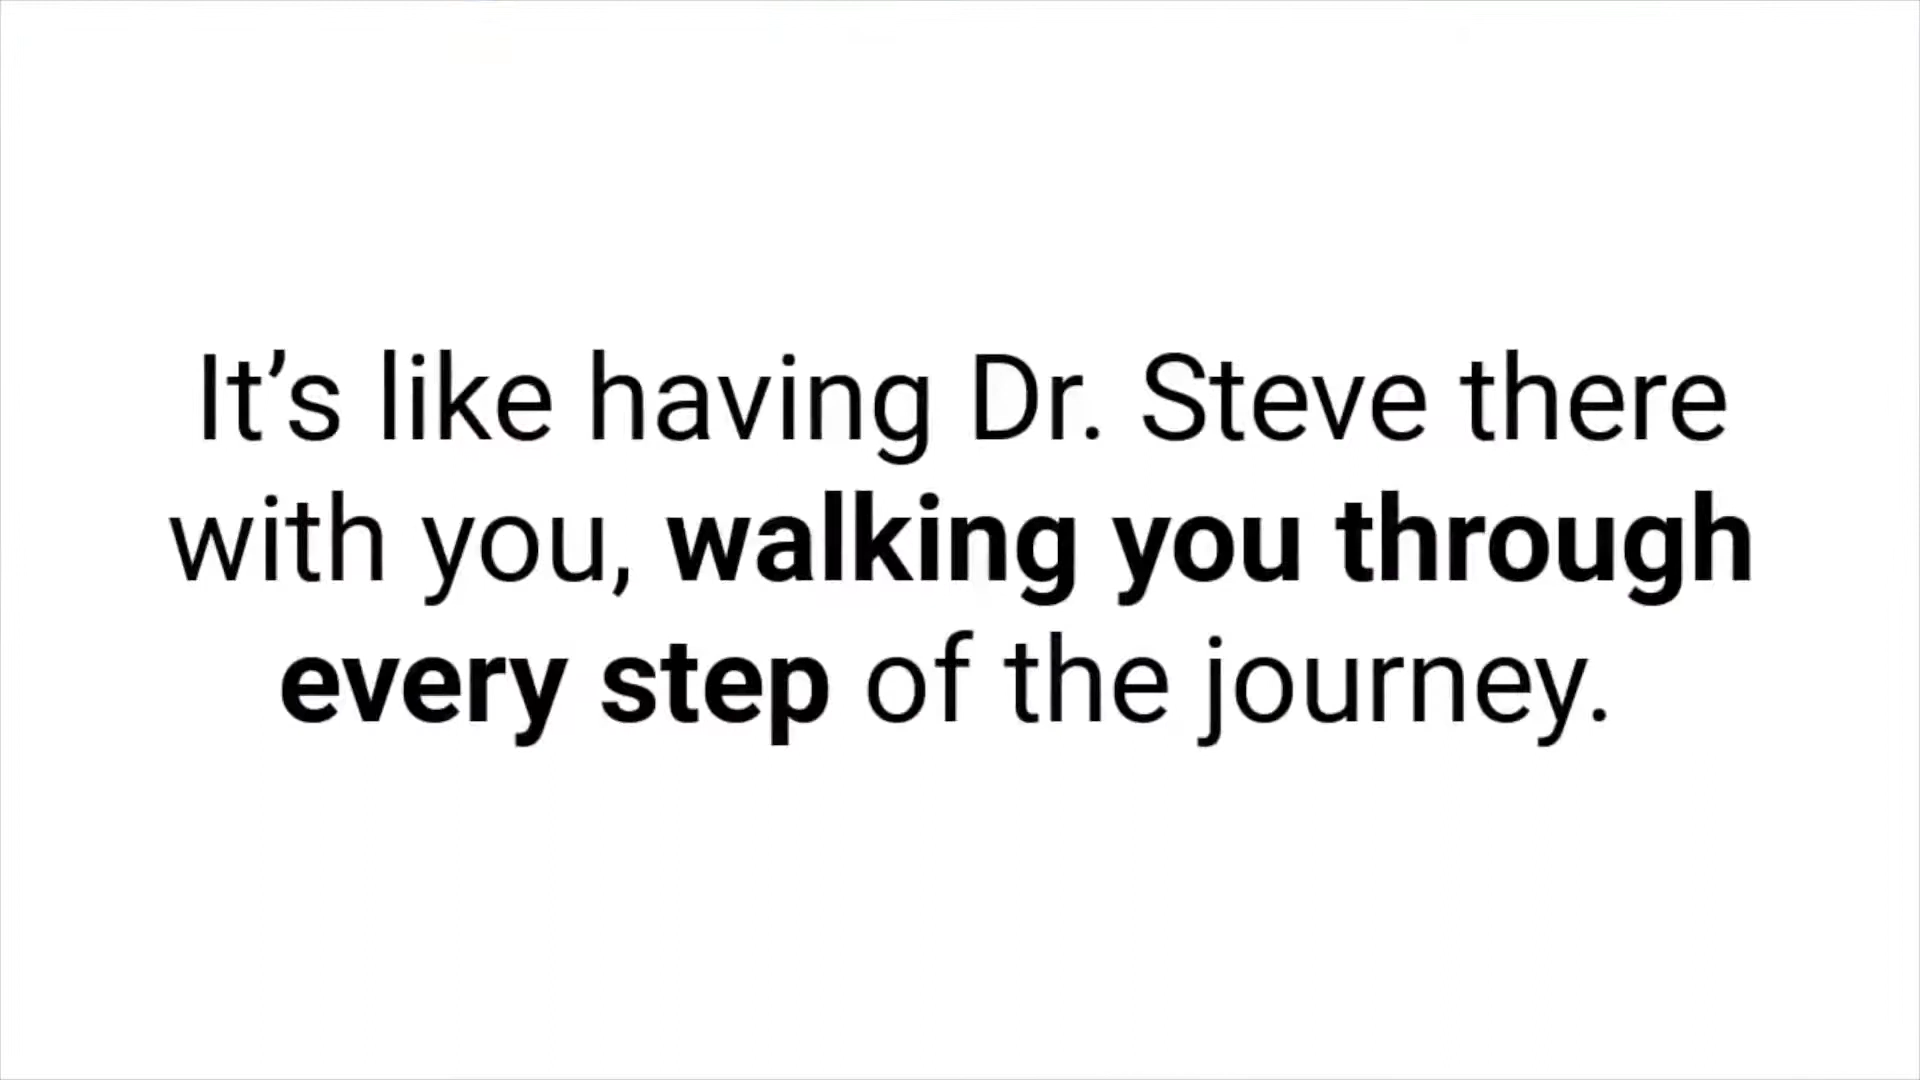 It’s like having Dr. Steve there
with you, walking you through
every step of the journey.